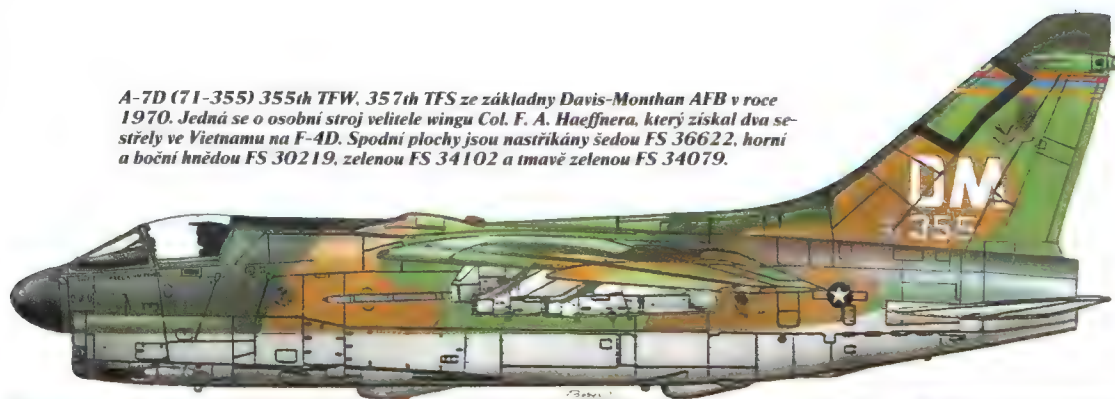 A-7D (71-355) 355th TFW, 357th TFS ze základny Davis-Monthan AFB v roce
1970. Jedná se o osobní stroj velitele wingu Col. F. A. Haeffnera, který získal dva se-
střely ve Vietnamu na F-4D. Spodní plochy jsou nastříkány šedou FS 36622, horní
a boční hnědou FS 30219, zelenou FS 34102 a tmavě zelenou FS 34079.
DM
355